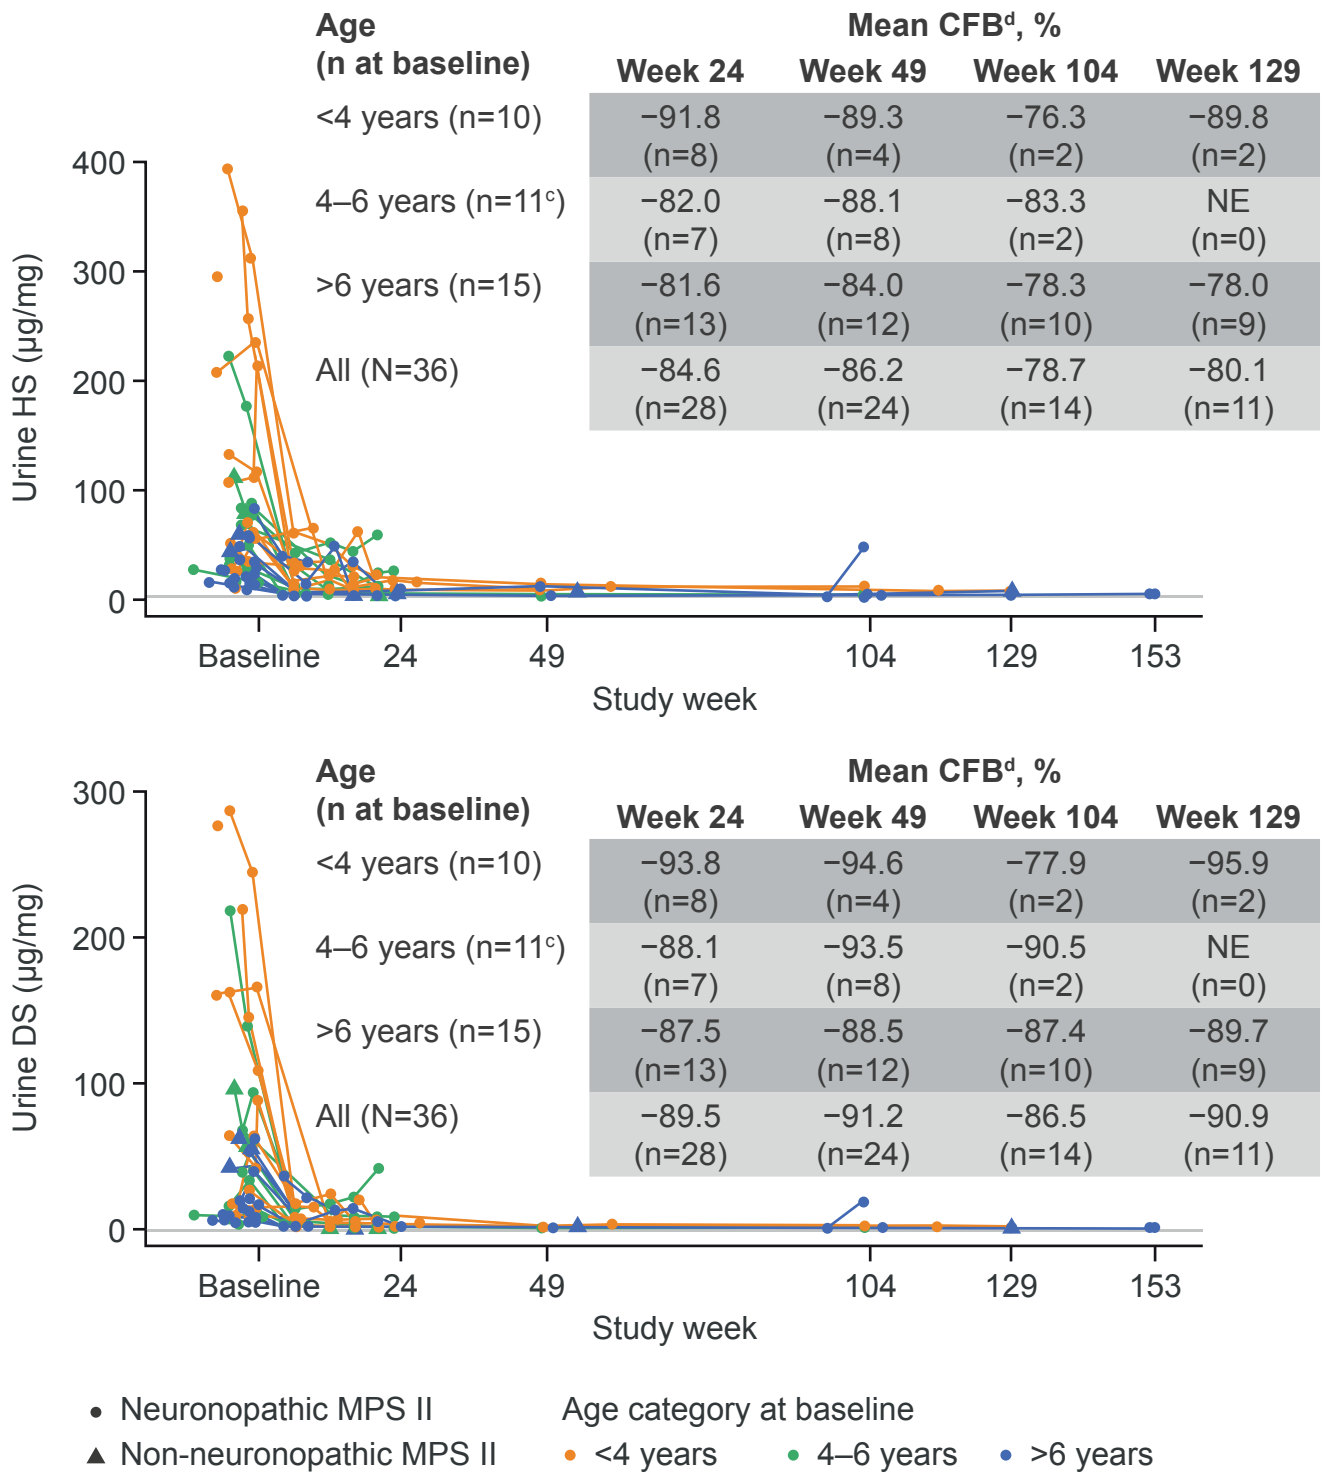 Age
(n at baseline)
Mean CFBᵈ, %
Week 24 Week 49 Week 104 Week 129
<4 years (n=10) −91.8 −89.3 −76.3 −89.8
(n=8) (n=4) (n=2) (n=2)
4–6 years (n=11ᶜ) −82.0 −88.1 −83.3 NE
(n=7) (n=8) (n=2) (n=0)
>6 years (n=15) −81.6 −84.0 −78.3 −78.0
(n=13) (n=12) (n=10) (n=9)
All (N=36) −84.6 −86.2 −78.7 −80.1
(n=28) (n=24) (n=14) (n=11)
Urine HS (µg/mg)
400
300
200
100
0
Baseline 24 49 104 129 153
Study week
Age
(n at baseline)
Mean CFBᵈ, %
Week 24 Week 49 Week 104 Week 129
<4 years (n=10) −93.8 −94.6 −77.9 −95.9
(n=8) (n=4) (n=2) (n=2)
4–6 years (n=11ᶜ) −88.1 −93.5 −90.5 NE
(n=7) (n=8) (n=2) (n=0)
>6 years (n=15) −87.5 −88.5 −87.4 −89.7
(n=13) (n=12) (n=10) (n=9)
All (N=36) −89.5 −91.2 −86.5 −90.9
(n=28) (n=24) (n=14) (n=11)
Urine DS (µg/mg)
300
200
100
0
Baseline 24 49 104 129 153
Study week
Neuronopathic MPS II
Non-neuronopathic MPS II
Age category at baseline
<4 years 4–6 years >6 years